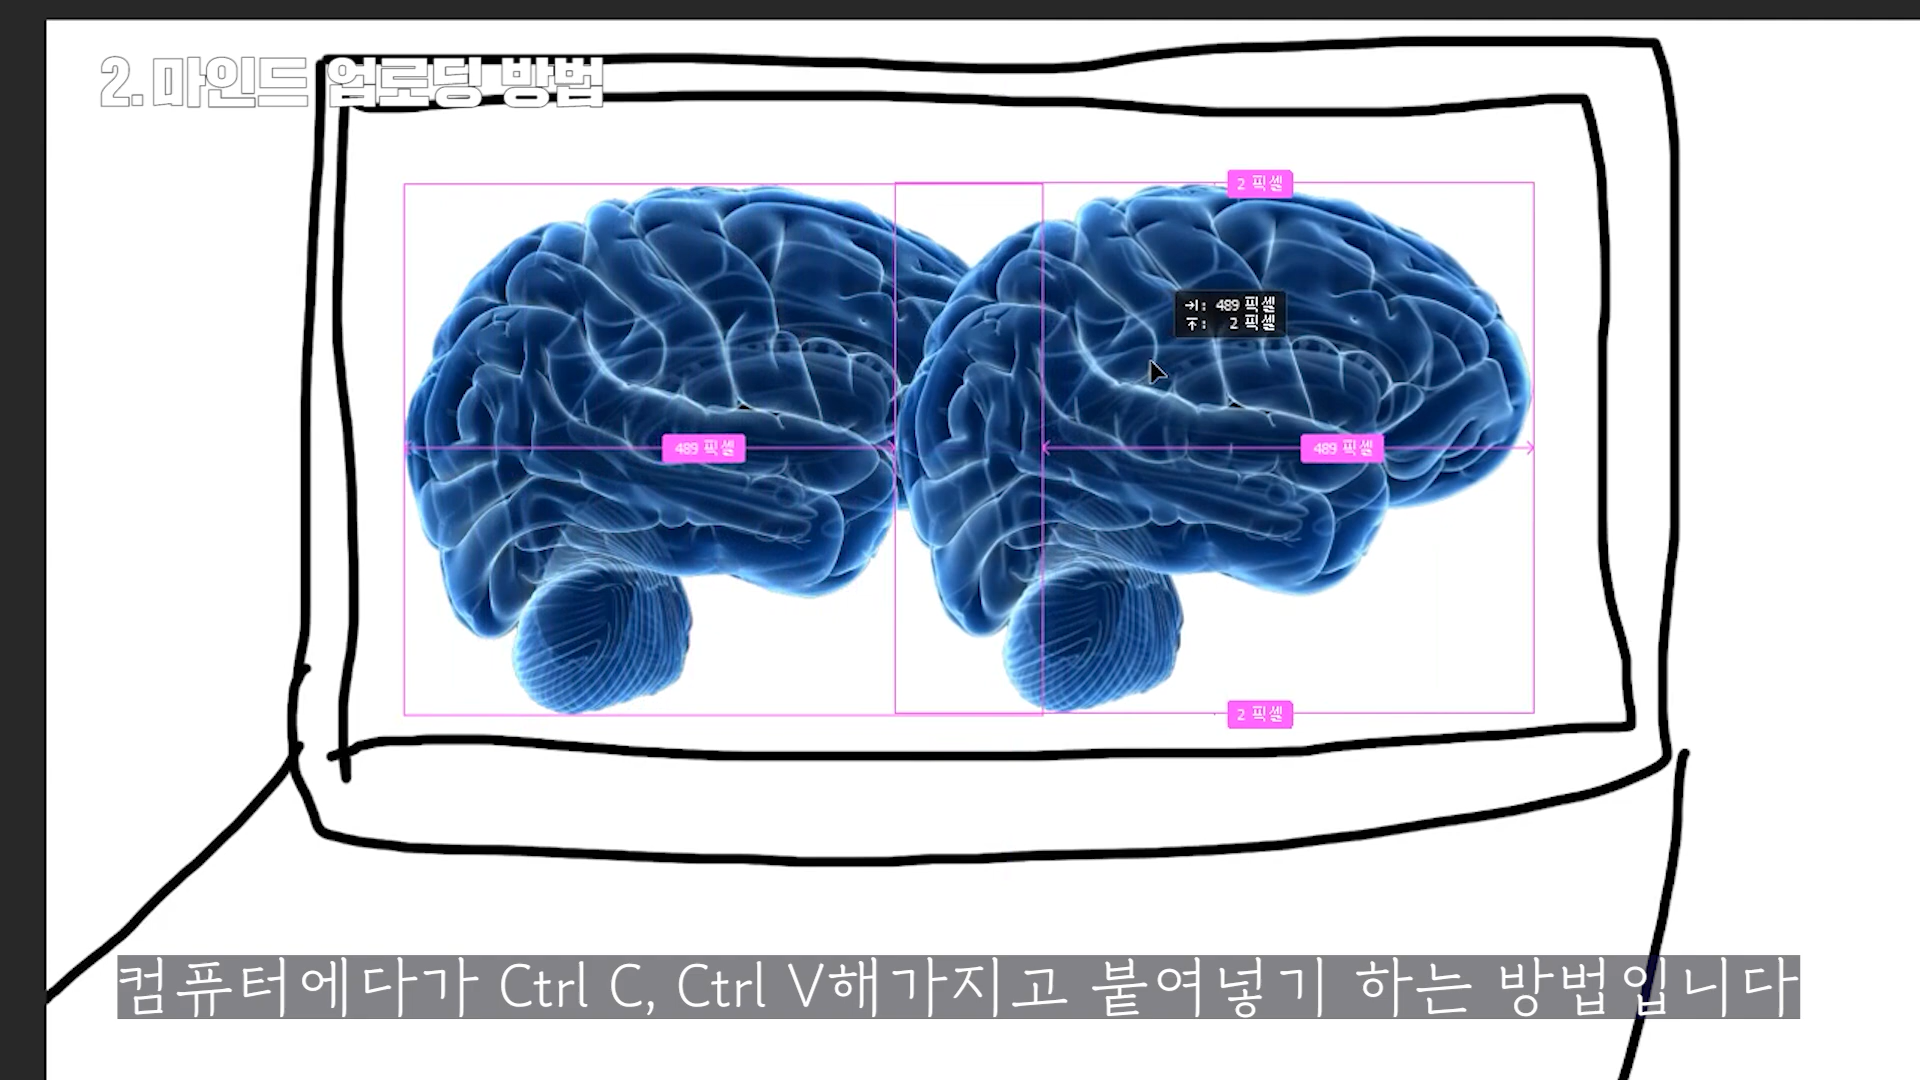 2. 마인드 업로딩 방법
2 픽셀
→I: 489 픽셀
↑: 2 픽셀
489 픽셀
489 픽셀
2 픽셀
컴퓨터에다가 Ctrl C, Ctrl V해가지고 붙여넣기 하는 방법입니다